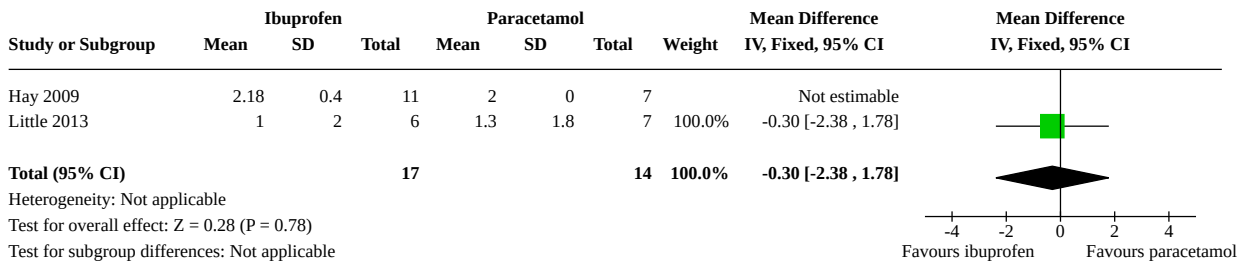 Ibuprofen Paracetamol Mean Difference Mean Difference
Study or Subgroup Mean SD Total Mean SD Total Weight IV, Fixed, 95% CI IV, Fixed, 95% CI
Hay 2009 2.18 0.4 11 2 0 7 Not estimable
Little 2013 1 2 6 1.3 1.8 7 100.0% -0.30 [-2.38 , 1.78]
Total (95% CI) 17 14 100.0% -0.30 [-2.38 , 1.78]
Heterogeneity: Not applicable
Test for overall effect: Z = 0.28 (P = 0.78)
-4 -2 0 2 4
Test for subgroup differences: Not applicable Favours ibuprofen Favours paracetamol